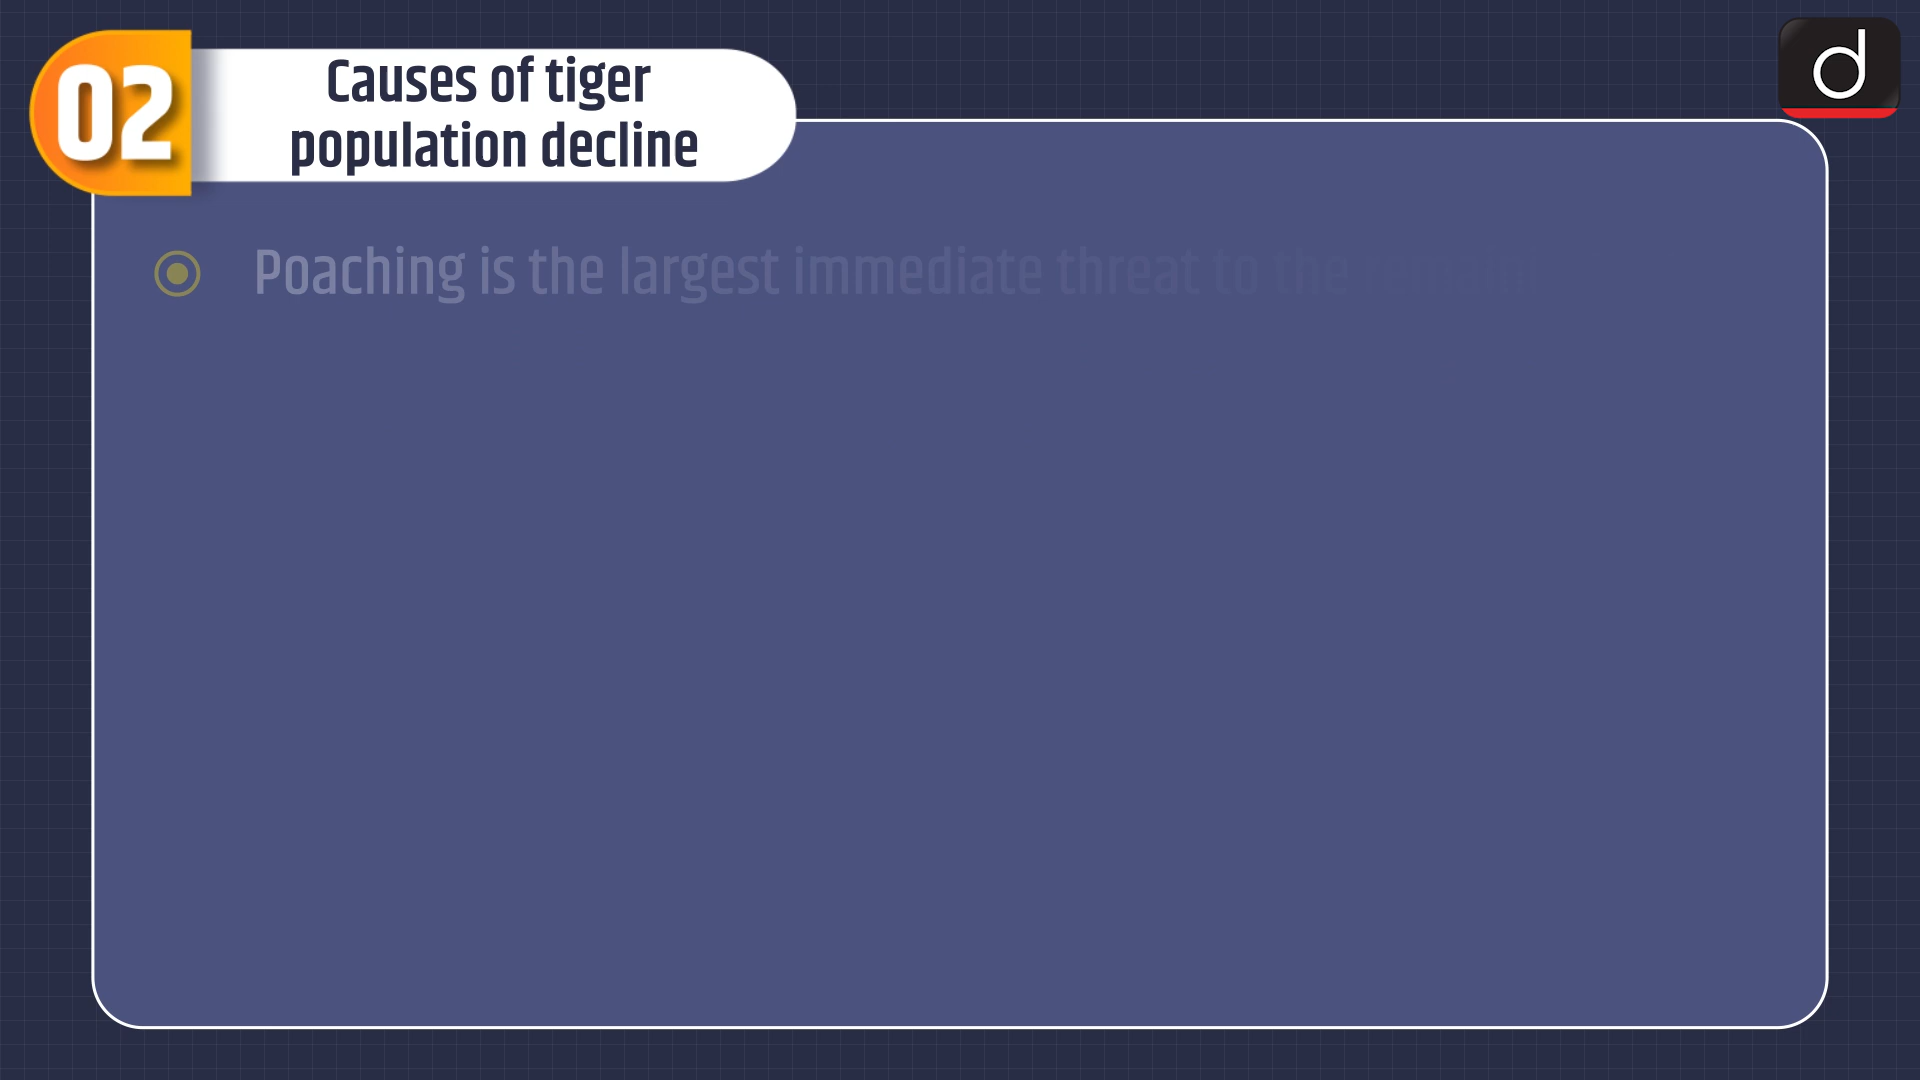 02
Causes of tiger
population decline
d
Poaching is the largest immediate threat to the